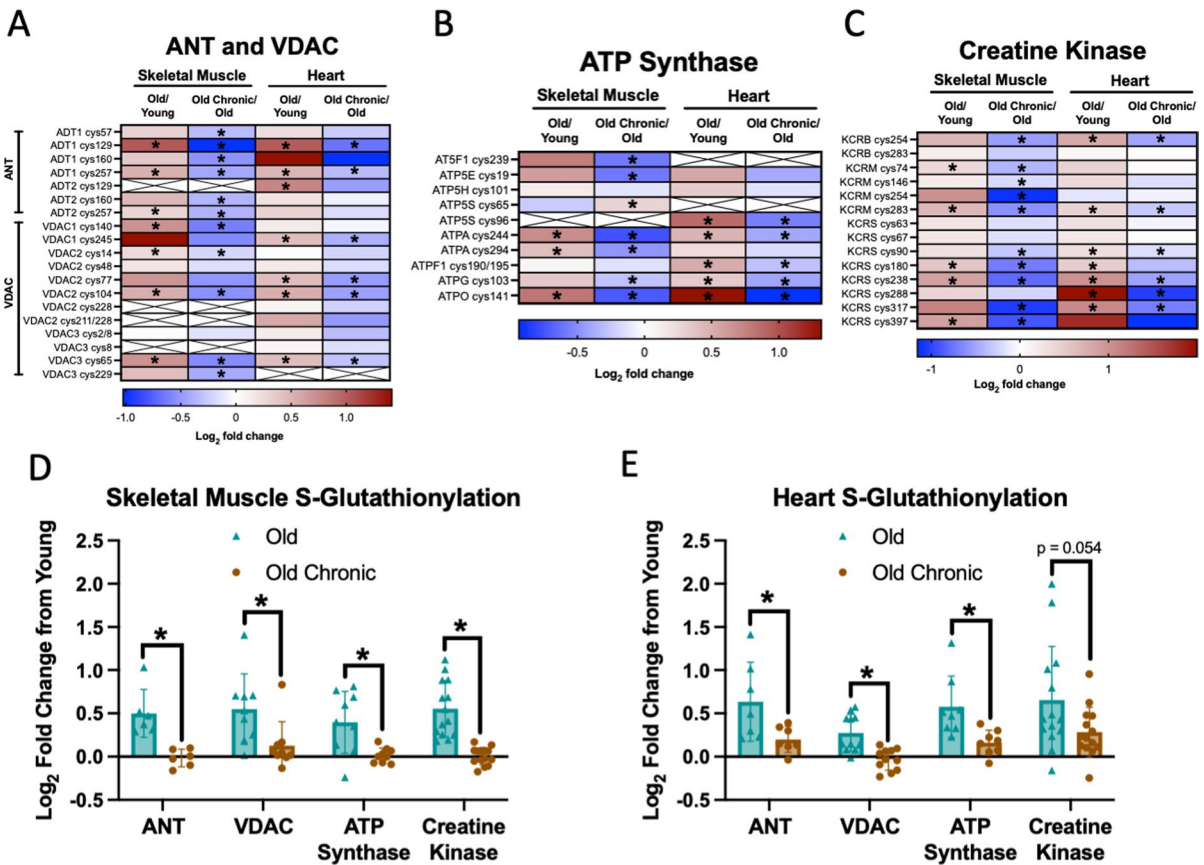 A
ANT and VDAC
Skeletal Muscle Heart
Old/ Old Chronic/ Old/ Old Chronic/
Young Old Young Old
ANT
ADT1 cys57 *
ADT1 cys129 * * * *
ADT1 cys160 *
ADT1 cys257 * * * *
ADT2 cys129 *
ADT2 cys160 *
ADT2 cys257 * *
VDAC
VDAC1 cys140 * *
VDAC1 cys245 * *
VDAC2 cys14 * *
VDAC2 cys48
VDAC2 cys77 * *
VDAC2 cys104 * * * *
VDAC2 cys228
VDAC2 cys211/228
VDAC3 cys28
VDAC3 cys8
VDAC3 cys65 * * * *
VDAC3 cys229 *
-1.0 -0.5 0 0.5 1.0
Log2 fold change
B
ATP Synthase
Skeletal Muscle Heart
Old/ Old Chronic/ Old/ Old Chronic/
Young Old Young Old
AT5F1 cys239 *
ATP5E cys19 *
ATP5H cys101
ATP5S cys65 *
ATP5S cys96 * *
ATPA cys244 * * * *
ATPA cys294 * *
ATPF1 cys190/195 * *
ATPG cys103 * * *
ATPO cys141 * * * *
-0.5 0 0.5 1
Log2 fold change
C
Creatine Kinase
Skeletal Muscle Heart
Old/ Old Chronic/ Old/ Old Chronic/
Young Old Young Old
KCRB cys254 * * *
KCRB cys283
KCRM cys74 * *
KCRM cys146 *
KCRM cys254 *
KCRM cys283 * * * *
KCRS cys63
KCRS cys67
KCRS cys90 * * *
KCRS cys180 * * *
KCRS cys238 * * * *
KCRS cys288 * *
KCRS cys317 * * *
KCRS cys397 * *
-1 0 1
Log2 fold change
D
Skeletal Muscle S-Glutathionylation
Old
Old Chronic
Log2 Fold Change from Young
2.5
2.0
1.5
1.0
0.5
0.0
-0.5
* * * *
ANT VDAC ATP Creatine
Synthase Kinase
E
Heart S-Glutathionylation
Old
Old Chronic
p = 0.054
Log2 Fold Change from Young
2.5
2.0
1.5
1.0
0.5
0.0
-0.5
* * *
ANT VDAC ATP Creatine
Synthase Kinase